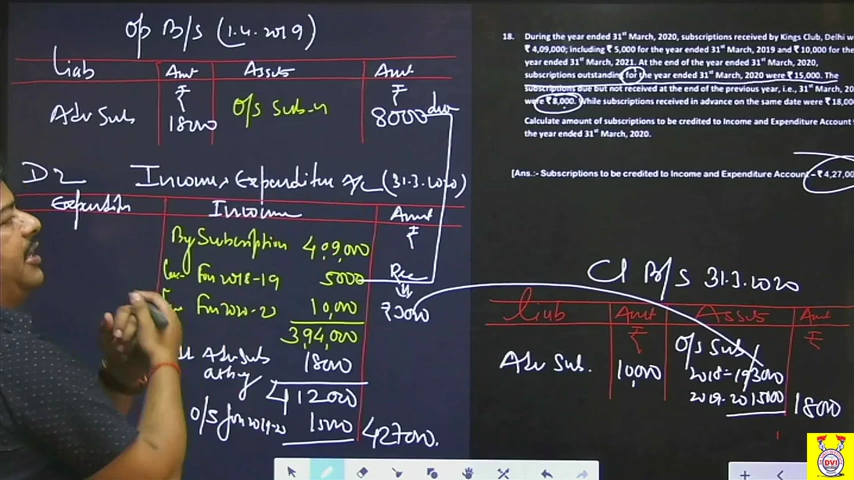 Op B/s (1.4.2019)
Liab Amt Assets Amt
₹ ₹
Adv Sub 18000 O/s Sub-n 8000 due
Dr Income & Expenditure A/c (31.3.2020)
Expenditure Income Amt
₹
By Subscription 4,09,000
Less- For 2018-19 5000 Rec
For 2020-20 10,000 ₹3000
3,94,000
Adv Sub 18000
412000
O/s for 2019-20 15000 427000.
18. During the year ended 31st March, 2020, subscriptions received by Kings Club, Delhi w
₹ 4,09,000; including ₹ 5,000 for the year ended 31st March, 2019 and ₹ 10,000 for the
year ended 31st March, 2021. At the end of the year ended 31st March, 2020,
subscriptions outstanding for the year ended 31st March, 2020 were ₹ 15,000. The
subscriptions due but not received at the end of the previous year, i.e., 31st March, 20
were ₹ 8,000. While subscriptions received in advance on the same date were ₹ 18,00
Calculate amount of subscriptions to be credited to Income and Expenditure Account
the year ended 31st March, 2020.
[Ans.:- Subscriptions to be credited to Income and Expenditure Account – ₹ 4,27,00
Cl B/s 31.3.2020
Liab Amt Assets Amt
₹ ₹
O/s Sub
Adv Sub. 10,000 2018-19 3000
2019-20 15000 18000
DVI